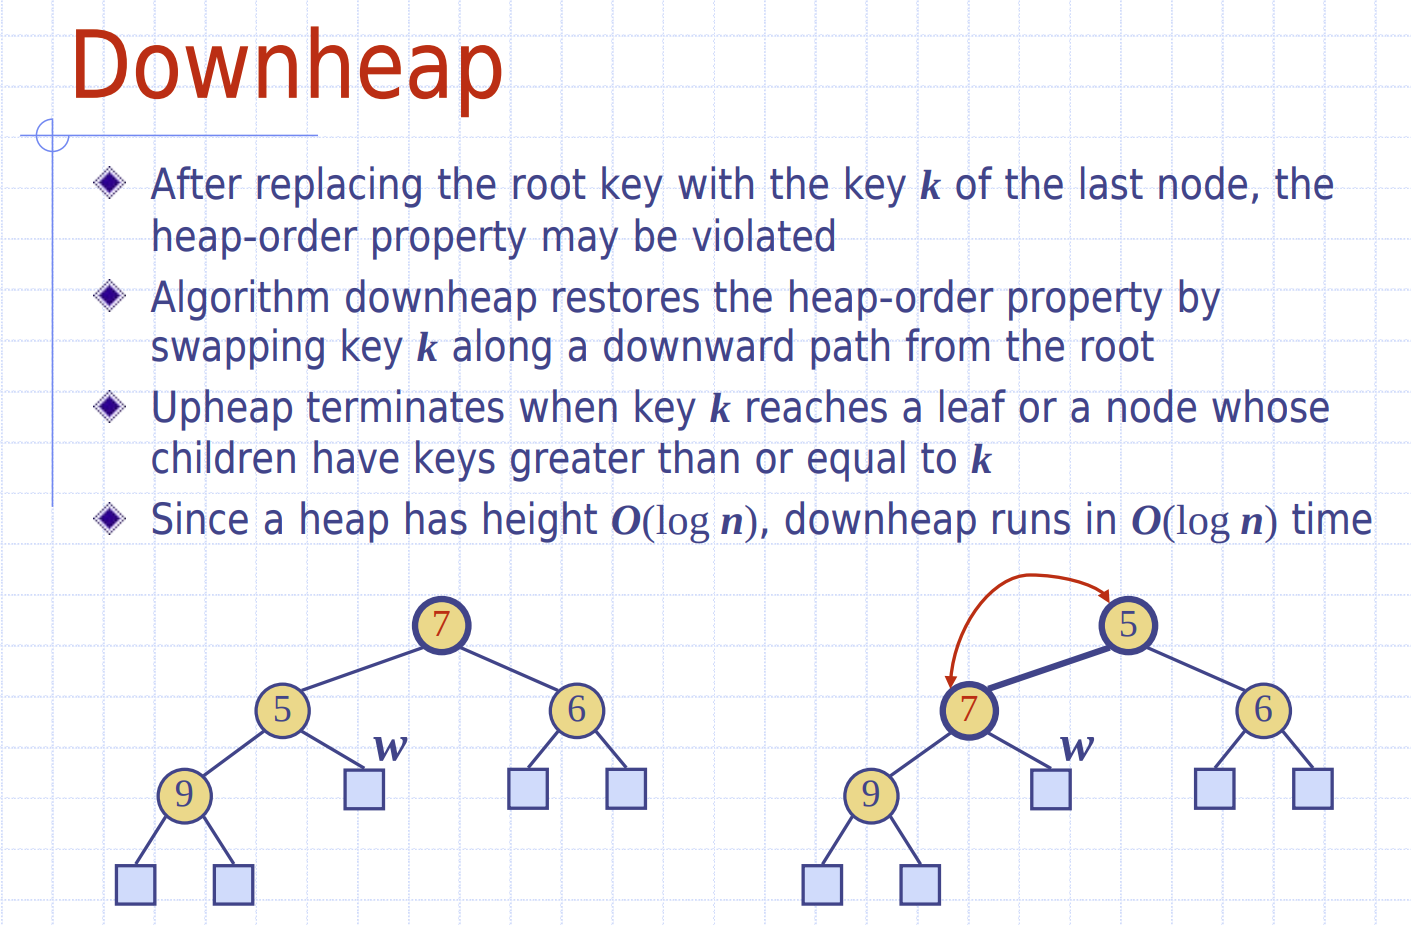 Downheap
After replacing the root key with the key k of the last node, the
heap-order property may be violated
Algorithm downheap restores the heap-order property by
swapping key k along a downward path from the root
Upheap terminates when key k reaches a leaf or a node whose
children have keys greater than or equal to k
Since a heap has height O(log n), downheap runs in O(log n) time
7
5
6
w
9
5
7
6
w
9